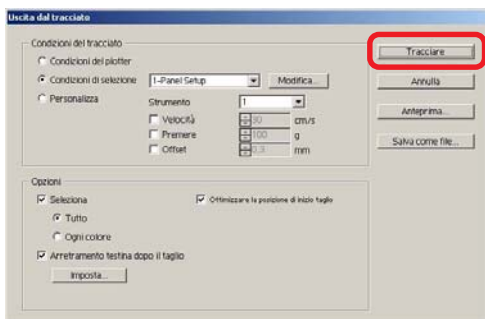 Uscita dal tracciato
Condizioni del tracciato
Condizioni del plotter
Condizioni di selezione 1-Panel Setup Modifica...
Personalizza
Strumento 1
Velocità 30 cm/s
Premere 100 g
Offset 0,3 mm
Tracciare
Annulla
Anteprima...
Salva come file...
Opzioni
Seleziona Ottimizzare la posizione di inizio taglio
Tutto
Ogni colore
Arretramento testina dopo il taglio
Imposta...